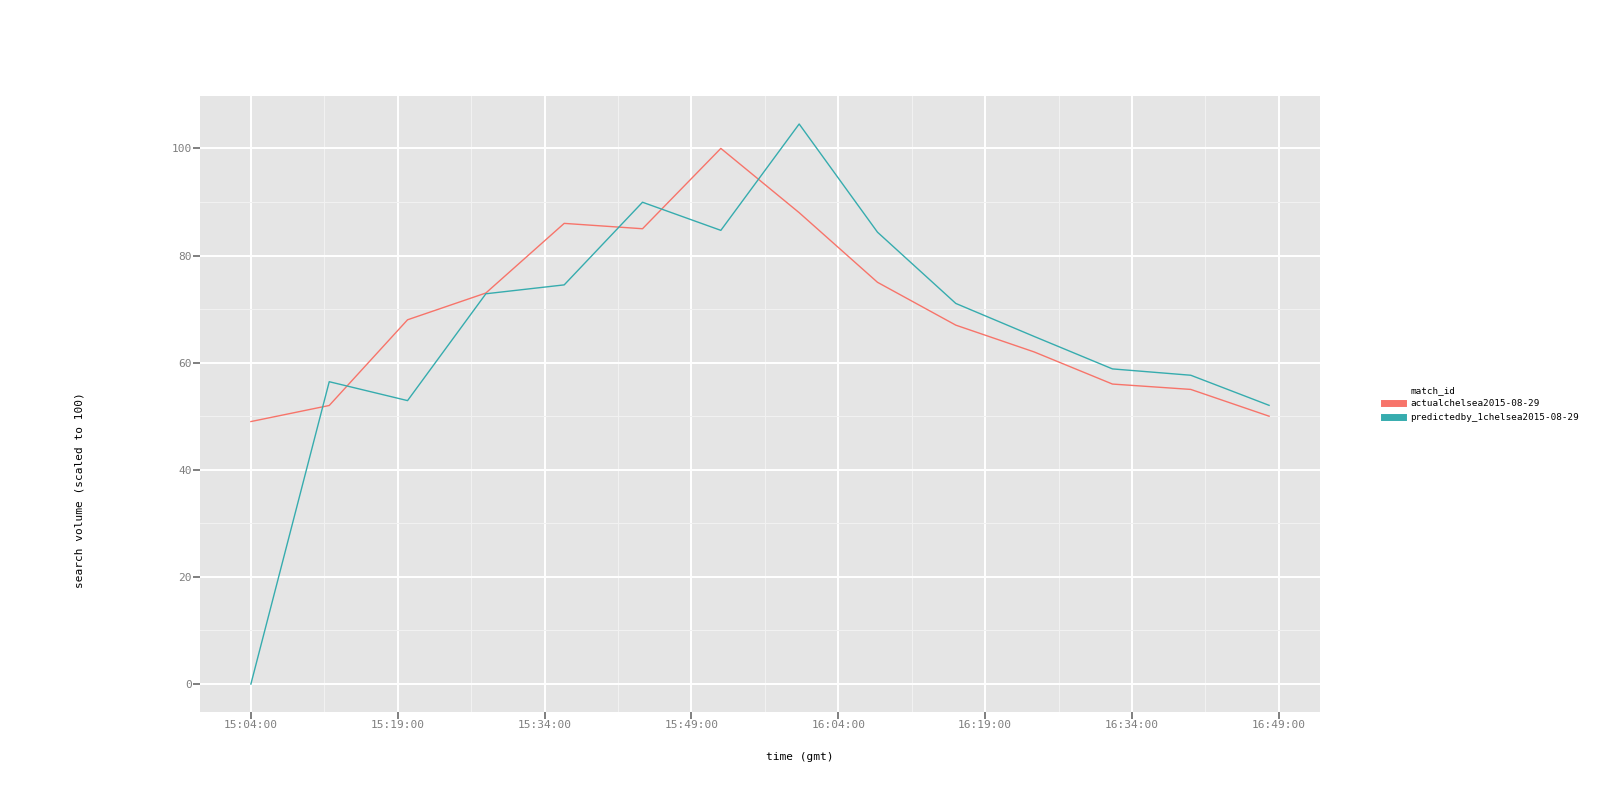 search volume (scaled to 100)
100
80
60
40
20
0
15:04:00 15:19:00 15:34:00 15:49:00 16:04:00 16:19:00 16:34:00 16:49:00
time (gmt)
match_id
actualchelsea2015-08-29
predictedby_1chelsea2015-08-29